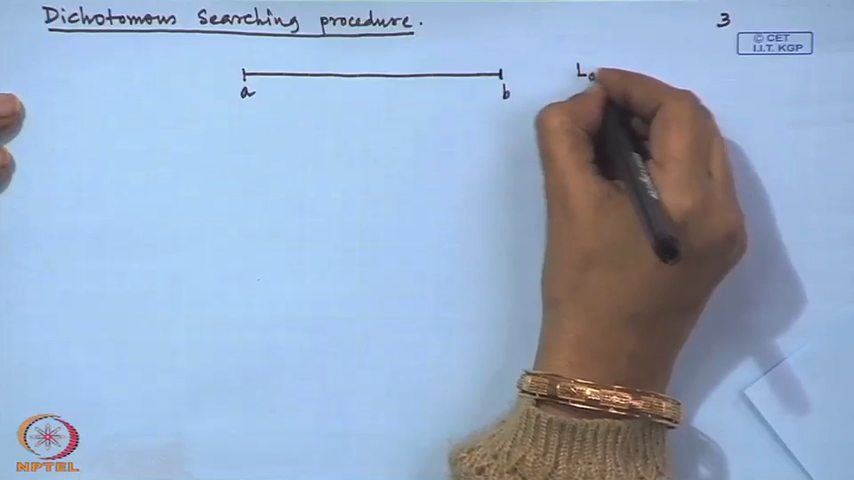 Dichotomous Searching procedure.
3
© CET
I.I.T. KGP
a b L0
NPTEL